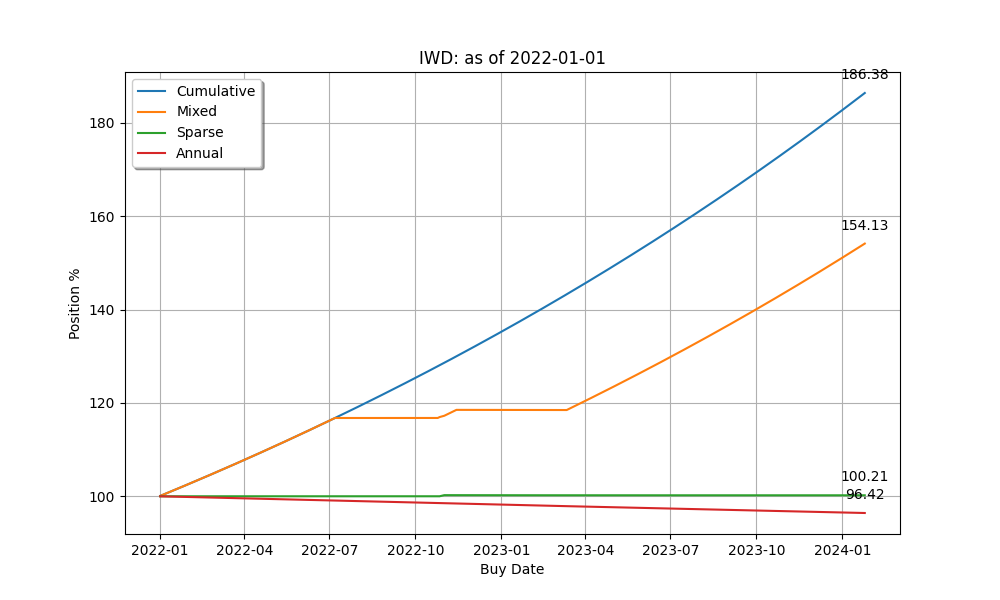 IWD: as of 2022-01-01
186.38
Cumulative
Mixed
Sparse
Annual
180
160
154.13
140
120
100
100.21
96.42
Position %
2022-01
2022-04
2022-07
2022-10
2023-01
2023-04
2023-07
2023-10
2024-01
Buy Date